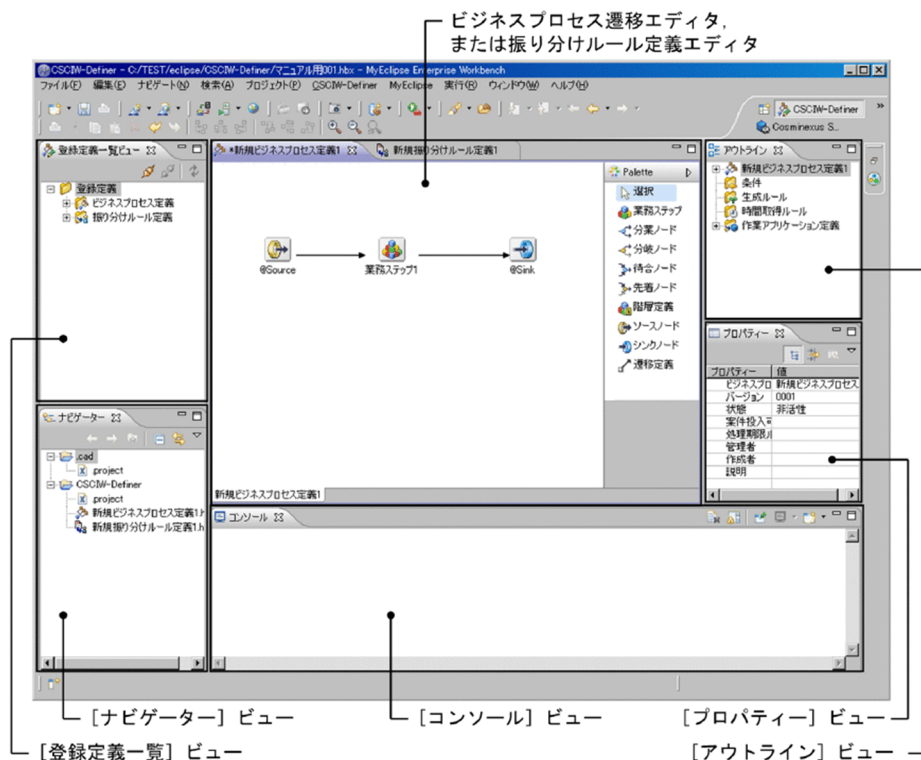 ビジネスプロセス遷移エディタ,
または振り分けルール定義エディタ
CSCIW-Definer - C:/TEST/eclipse/CSCIW-Definer/マニュアル用001.hbx - MyEclipse Enterprise Workbench
ファイル(F) 編集(E) ナビゲート(N) 検索(A) プロジェクト(P) CSCIW-Definer MyEclipse 実行(R) ウィンドウ(W) ヘルプ(H)
CSCIW-Definer
Cosminexus S...
登録定義一覧ビュー
登録定義
ビジネスプロセス定義
振り分けルール定義
*新規ビジネスプロセス定義1 新規振り分けルール定義1
@Source
業務ステップ1
@Sink
Palette
選択
業務ステップ
分業ノード
分岐ノード
待合ノード
先着ノード
階層定義
ソースノード
シンクノード
遷移定義
新規ビジネスプロセス定義1
アウトライン
新規ビジネスプロセス定義1
条件
生成ルール
時間取得ルール
作業アプリケーション定義
プロパティー
プロパティー 値
ビジネスプロ 新規ビジネスプロセス
バージョン 0001
状態 非活性
案件投入
処理期限
管理者
作成者
説明
ナビゲーター
.cad
.project
CSCIW-Definer
.project
新規ビジネスプロセス定義1.h
新規振り分けルール定義1.h
コンソール
[ナビゲーター] ビュー
[コンソール] ビュー
[プロパティー] ビュー
[登録定義一覧] ビュー
[アウトライン] ビュー